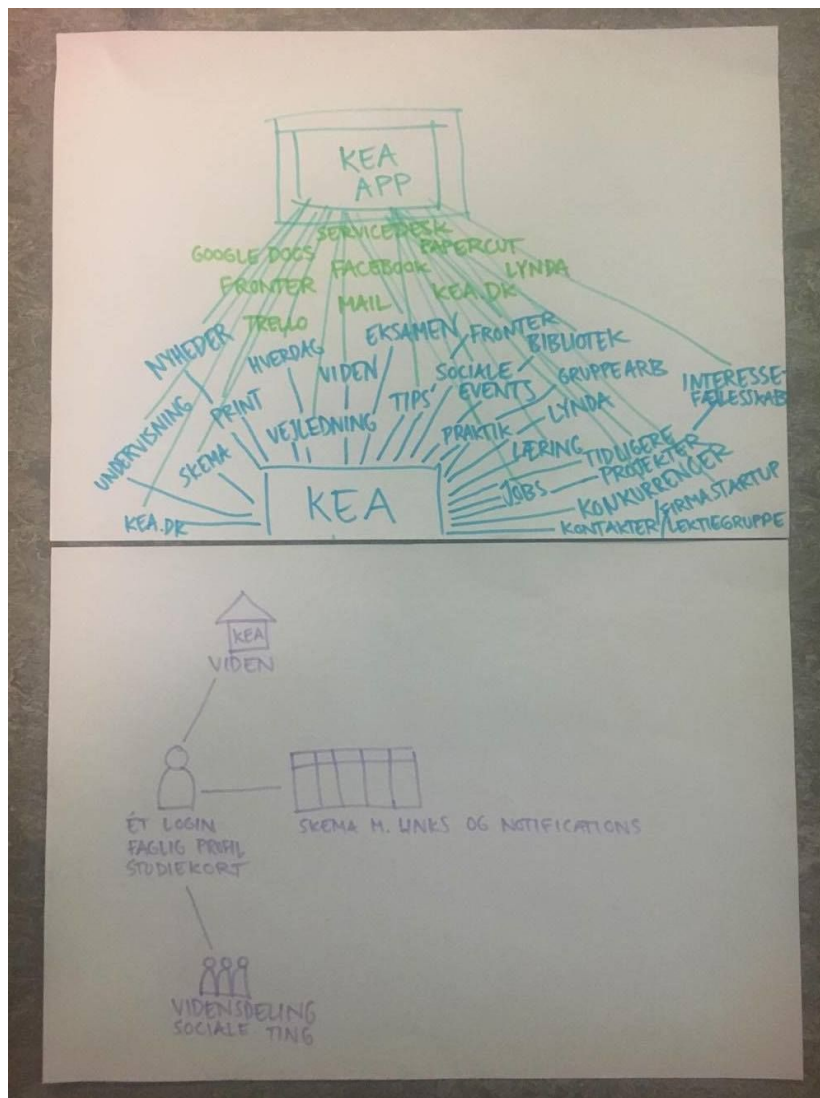 KEA
APP
SERVICEDESK
GOOGLE DOCS
PAPERCUT
FACEBOOK
LYNDA
FRONTER
KEA.DK
MAIL
TRELLO
NYHEDER
HVERDAG
EKSAMEN
FRONTER
BIBLIOTEK
VIDEN
SOCIALE
EVENTS
GRUPPEARB
INTERESSE-
FÆLLESSKAB
UNDERVISNING
PRINT
TIPS
LYNDA
VEJLEDNING
PRAKTIK
SKEMA
LÆRING
TIDLIGERE
PROJEKTER
KEA
JOBS
KONKURRENCER
KEA.DK
KONTAKTER/FIRMASTARTUP
LEKTIEGRUPPE
KEA
VIDEN
ÉT LOGIN
FAGLIG PROFIL
STUDIEKORT
SKEMA M. LINKS OG NOTIFICATIONS
VIDENSDELING
SOCIALE TING